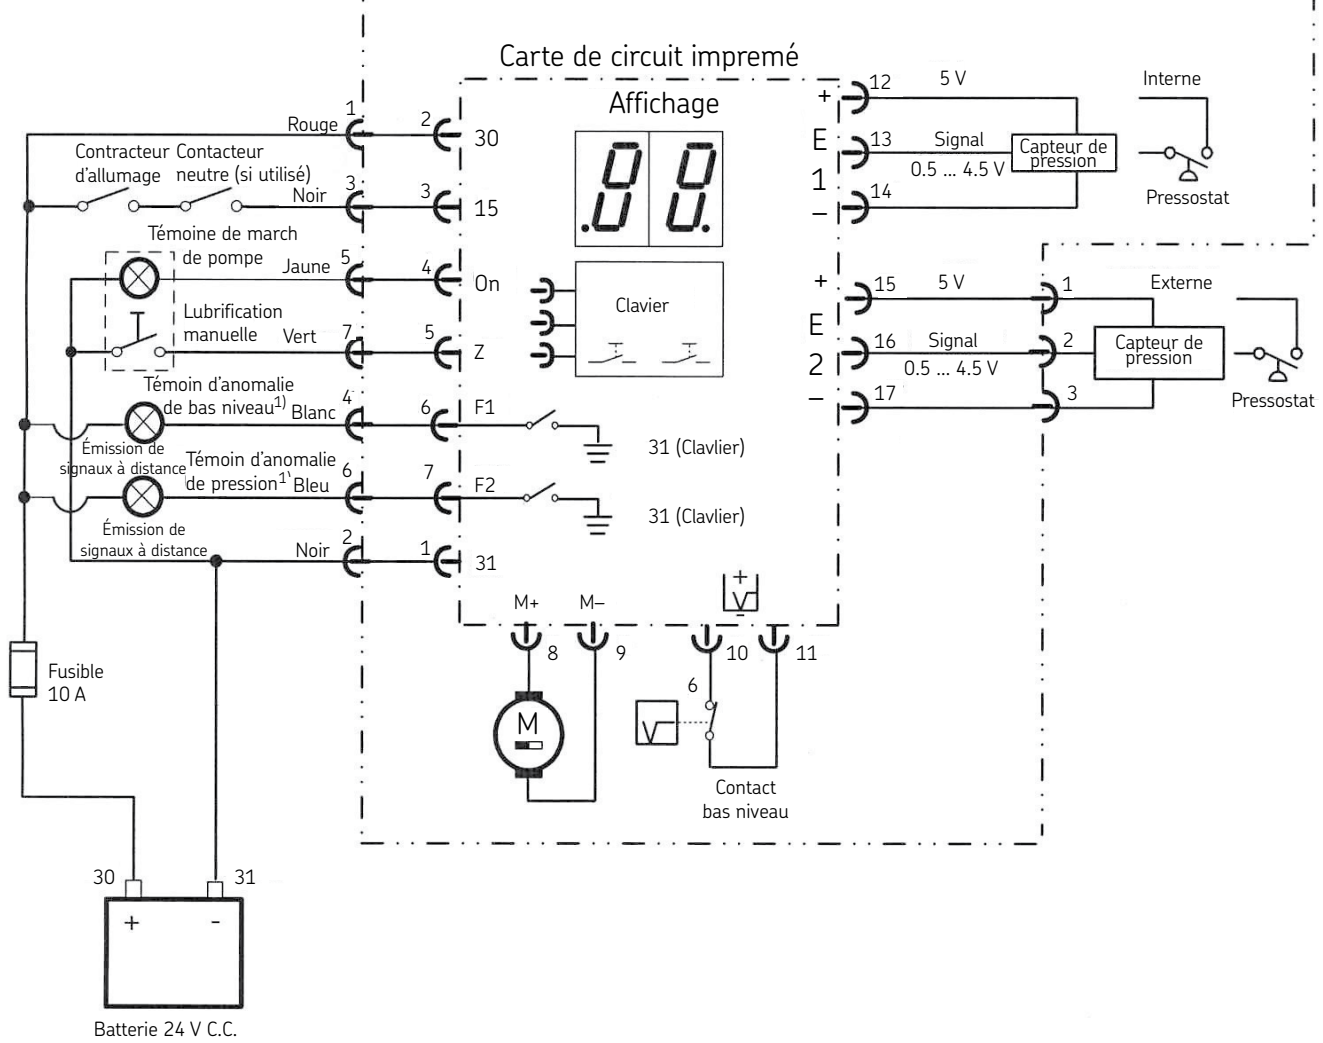 Carte de circuit impremé
Affichage
Rouge
1
2
30
Contracteur
d'allumage
Contacteur
neutre (si utilisé)
Noir
3
3
15
Témoine de march
de pompe
Jaune
5
4
On
Lubrification
manuelle
Vert
7
5
Z
Clavier
Témoin d'anomalie
de bas niveau1)
Blanc
4
6
F1
31 (Clavlier)
Émission de
signaux à distance
Témoin d'anomalie
de pression1)
Bleu
6
7
F2
31 (Clavlier)
Émission de
signaux à distance
Noir
2
1
31
+
E
1
–
12
5 V
13
Signal
0.5 ... 4.5 V
14
Capteur de
pression
Interne
Pressostat
+
E
2
–
15
5 V
1
16
Signal
0.5 ... 4.5 V
2
17
3
Capteur de
pression
Externe
Pressostat
M+
M–
+
-
8
9
10
11
M
6
Contact
bas niveau
Fusible
10 A
30
31
+
-
Batterie 24 V C.C.